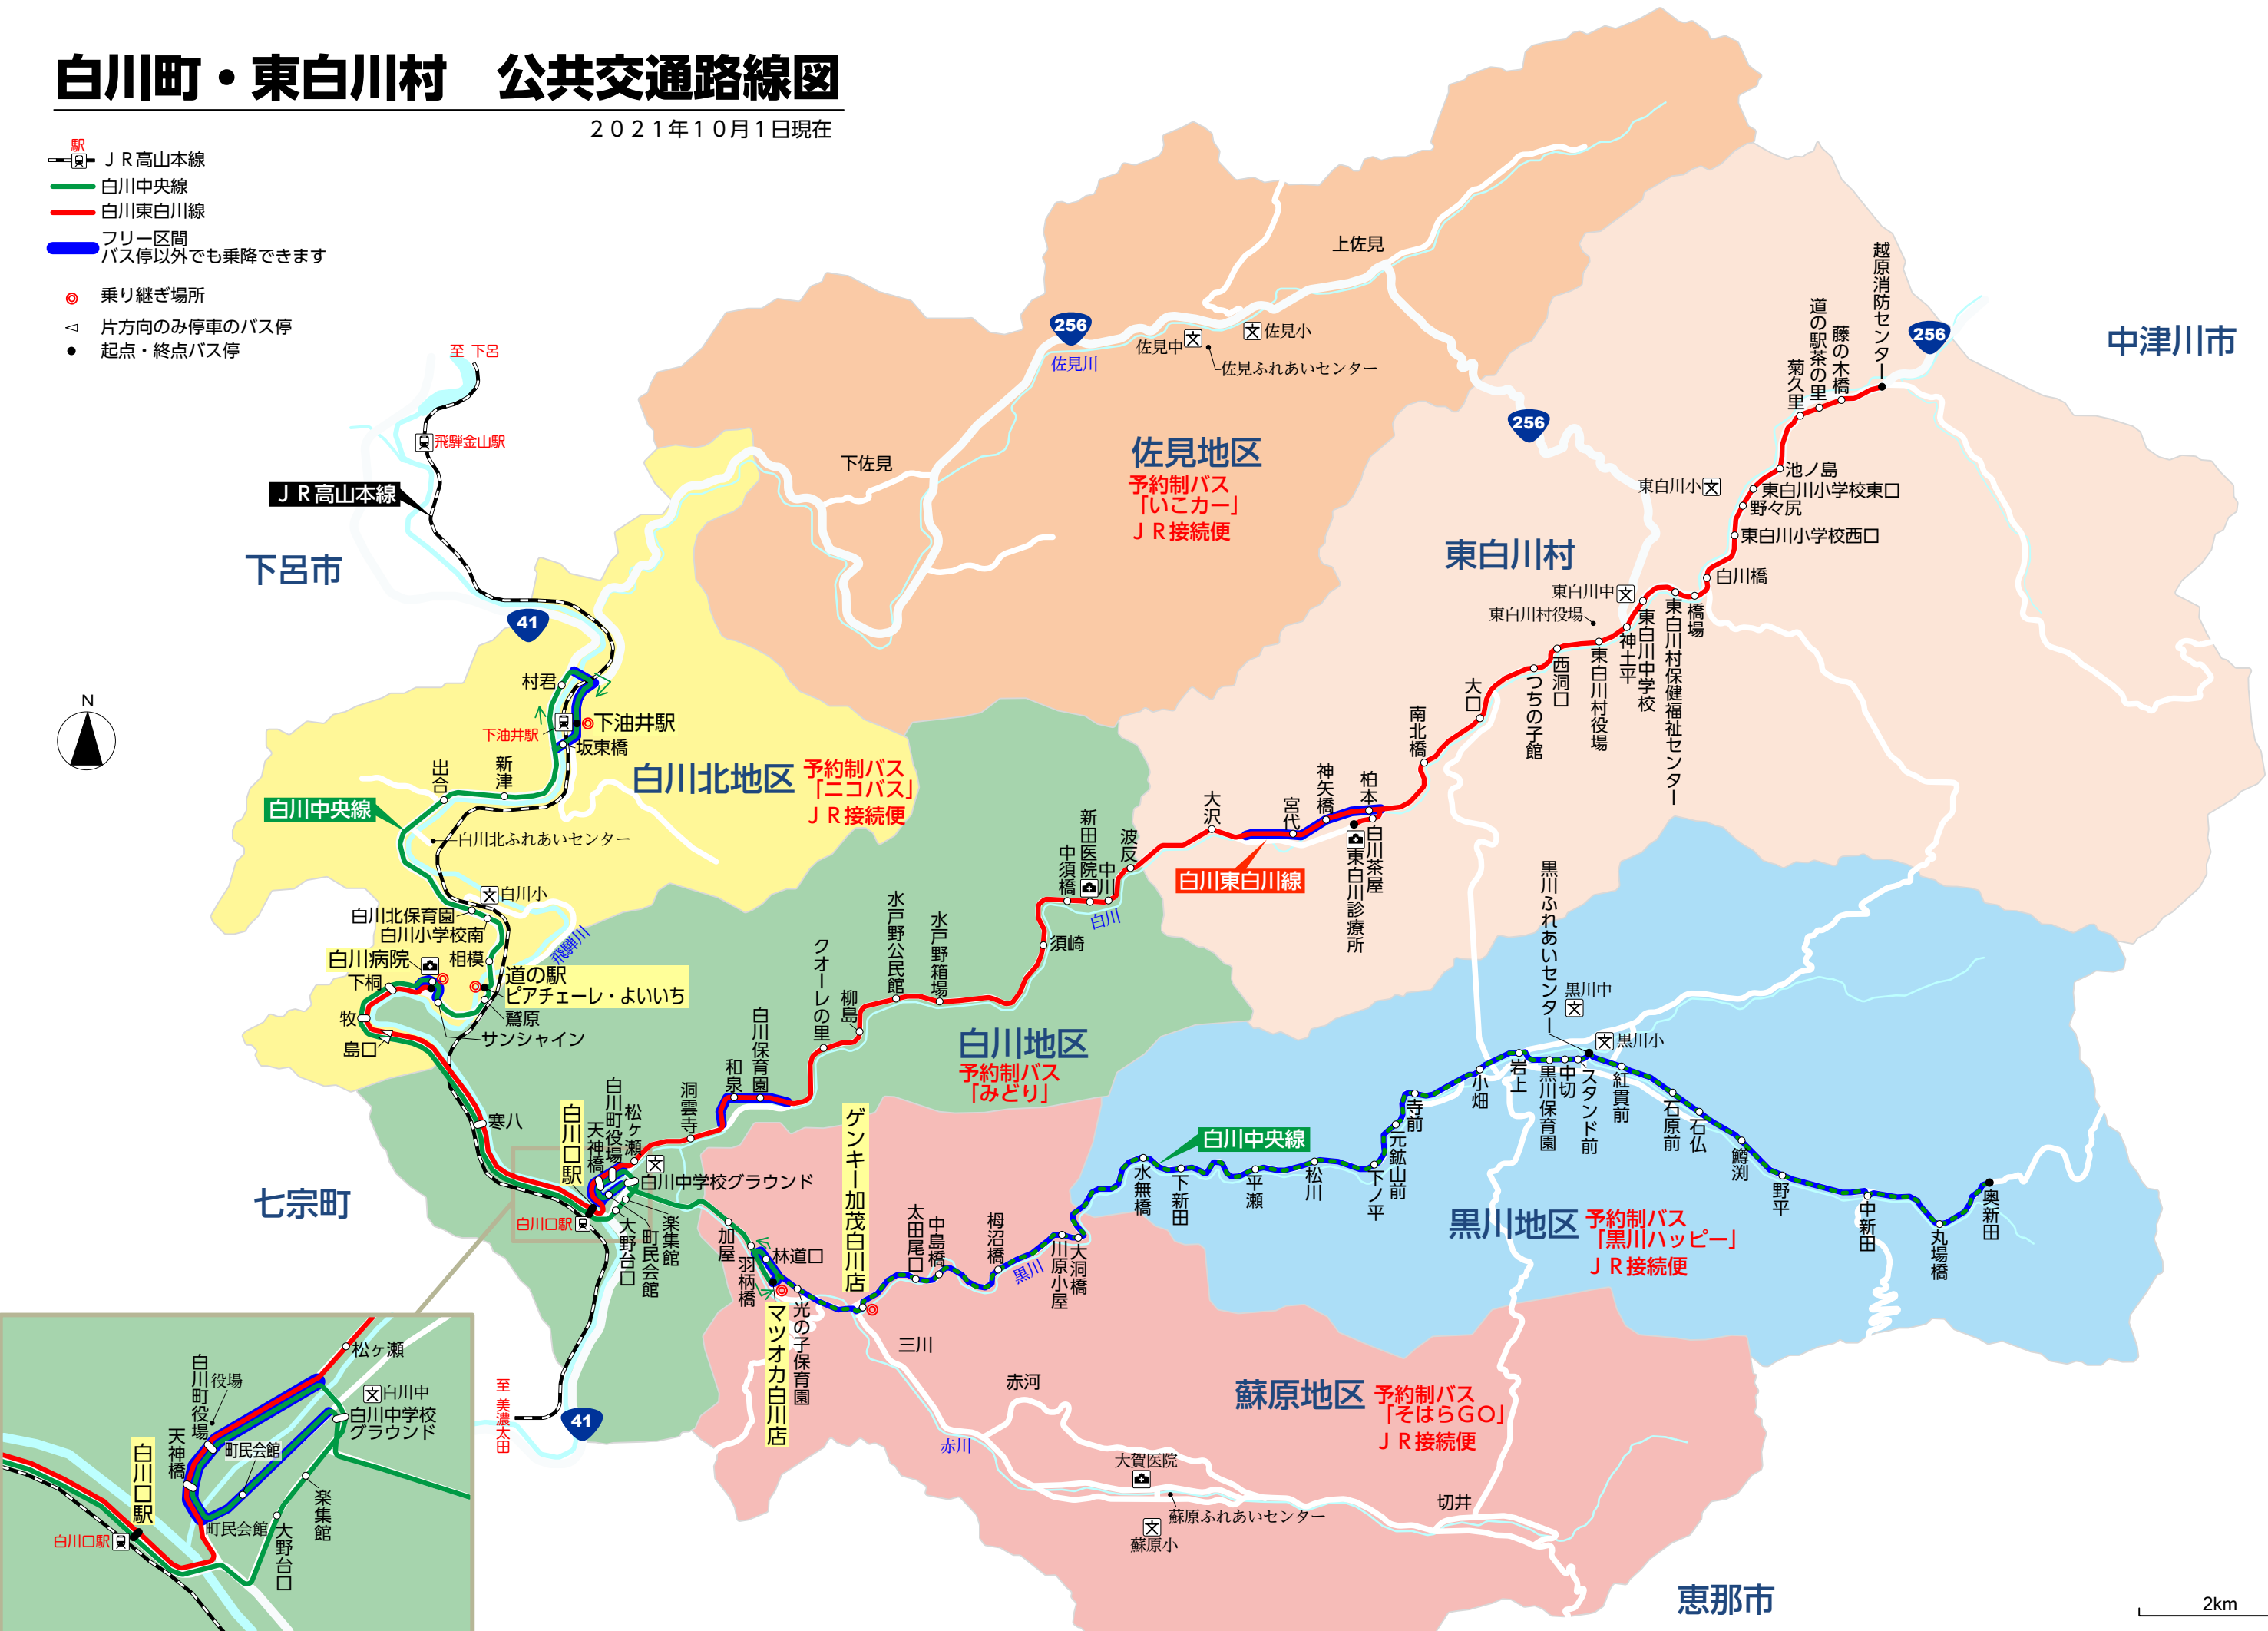 白川町・東白川村　公共交通路線図
２０２１年１０月１日現在
駅
ＪＲ高山本線
白川中央線
白川東白川線
フリー区間
バス停以外でも乗降できます
乗り継ぎ場所
片方向のみ停車のバス停
起点・終点バス停
N
至 下呂
飛騨金山駅
ＪＲ高山本線
下呂市
41
村君
下油井駅
下油井駅
坂東橋
新津
出合
白川中央線
白川北ふれあいセンター
白川北地区
予約制バス
「ニコバス」
ＪＲ接続便
白川小
白川北保育園
白川小学校南
飛騨川
相模
白川病院
下桐
道の駅
ピアチェーレ・よいいち
鷲原
サンシャイン
牧
島口
寒八
七宗町
白川口駅
白川口駅
天神橋
白川町役場
松ヶ瀬
洞雲寺
和泉
白川保育園
クオーレの里
柳島
水戸野公民館
水戸野箱場
須崎
中須橋
新田医院
中川
波反
白川
大沢
宮代
神矢橋
柏本
白川茶屋
東白川診療所
白川東白川線
南北橋
大口
つちの子館
西洞口
東白川村役場
東白川村役場
神土平
東白川中
東白川中学校
東白川村保健福祉センター
橋場
白川橋
東白川小学校西口
野々尻
東白川小学校東口
東白川小
池ノ島
菊久里
道の駅茶の里
藤の木橋
越原消防センター
256
256
256
中津川市
東白川村
上佐見
佐見小
佐見中
佐見ふれあいセンター
佐見川
下佐見
佐見地区
予約制バス
「いこカー」
ＪＲ接続便
白川地区
予約制バス
「みどり」
白川中学校グラウンド
楽集館
町民会館
大野台口
加屋
羽柄橋
林道口
マツオカ白川店
光の子保育園
ゲンキー加茂白川店
太田尾口
中島橋
栂沼橋
黒川
川原小屋
大洞橋
水無橋
白川中央線
下新田
平瀬
松川
下ノ平
元鉱山前
寺前
小畑
岩上
黒川保育園
中切
スタンド前
黒川ふれあいセンター
黒川中
黒川小
紅貫前
石原前
石仏
鱒渕
野平
中新田
丸場橋
奥新田
黒川地区
予約制バス
「黒川ハッピー」
ＪＲ接続便
三川
赤河
赤川
大賀医院
蘇原ふれあいセンター
蘇原小
切井
蘇原地区
予約制バス
「そはらＧＯ」
ＪＲ接続便
恵那市
至 美濃太田
41
松ヶ瀬
白川町役場
役場
天神橋
町民会館
白川中
白川中学校
グラウンド
白川口駅
白川口駅
町民会館
大野台口
楽集館
2km